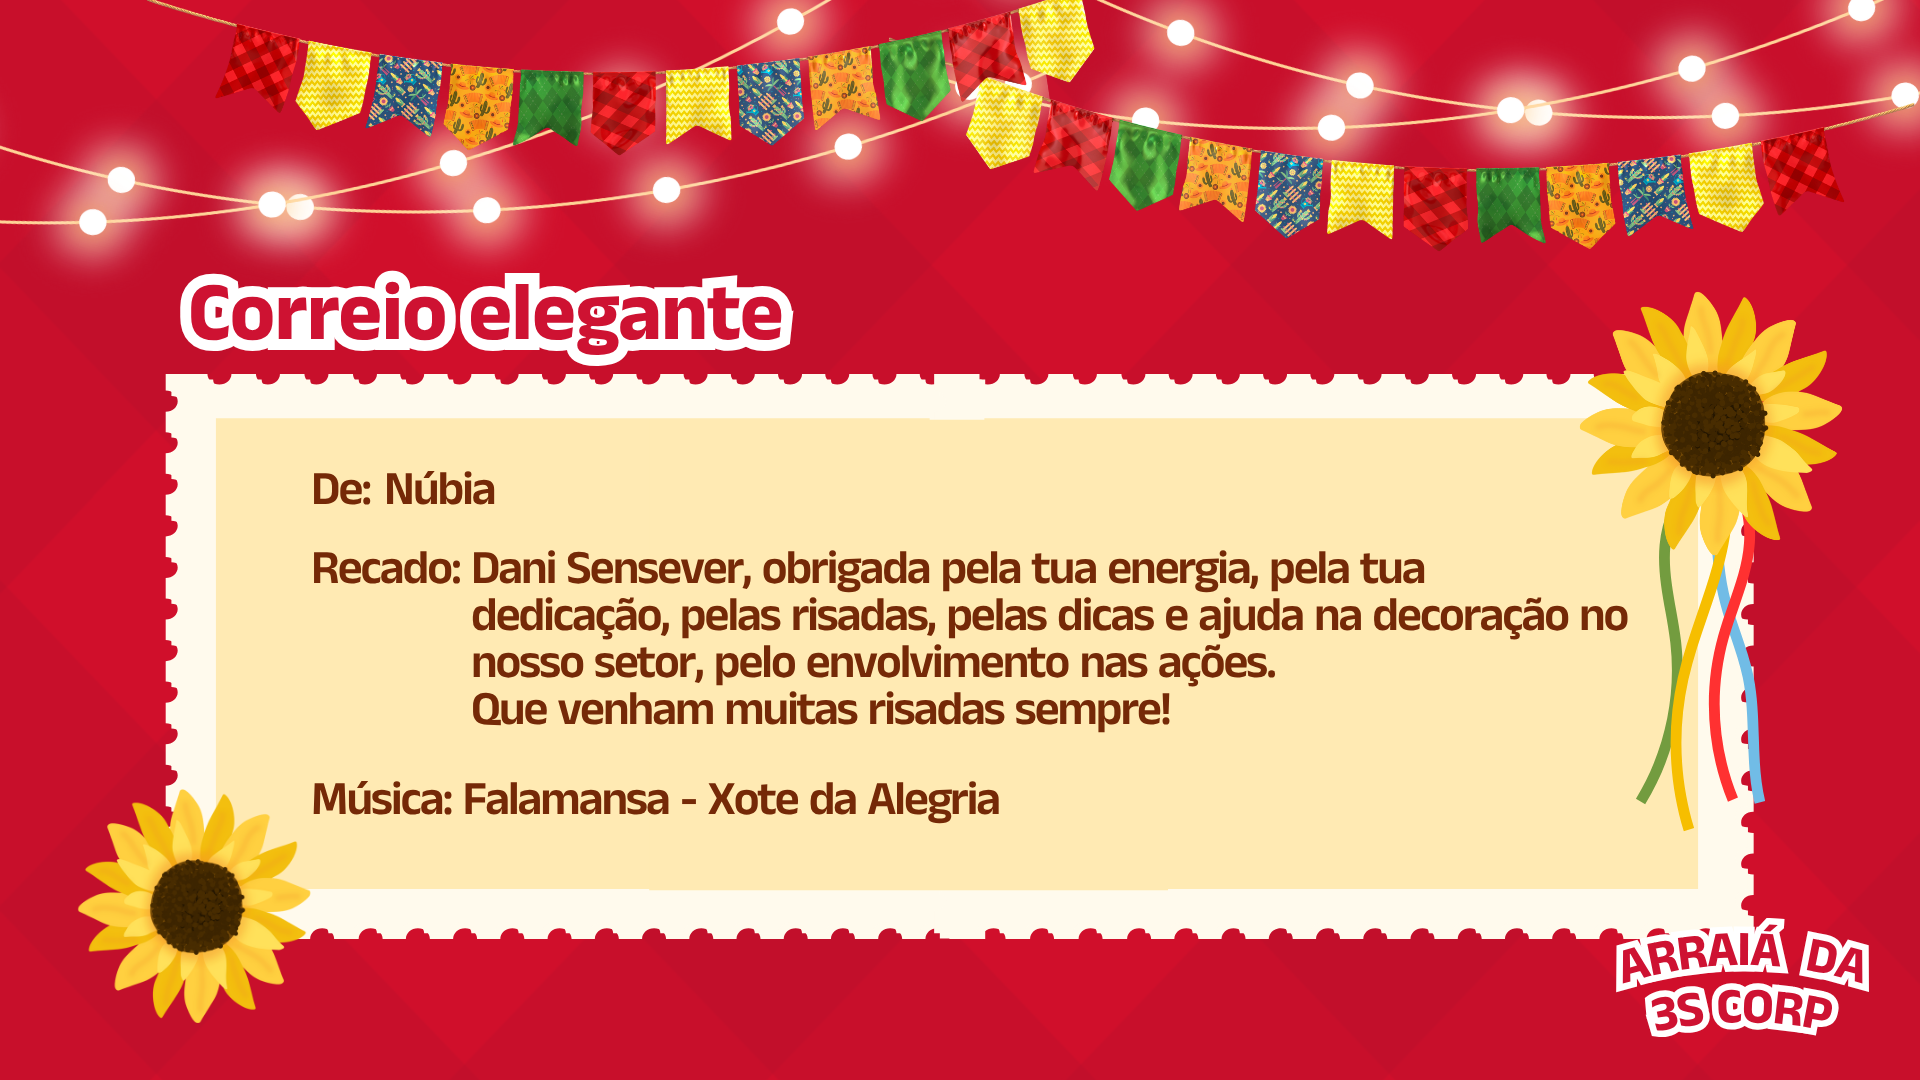 Correio elegante
De: Núbia
Recado: Dani Sensever, obrigada pela tua energia, pela tua
dedicação, pelas risadas, pelas dicas e ajuda na decoração no
nosso setor, pelo envolvimento nas ações.
Que venham muitas risadas sempre!
Música: Falamansa - Xote da Alegria
ARRAIÁ DA
3S CORP